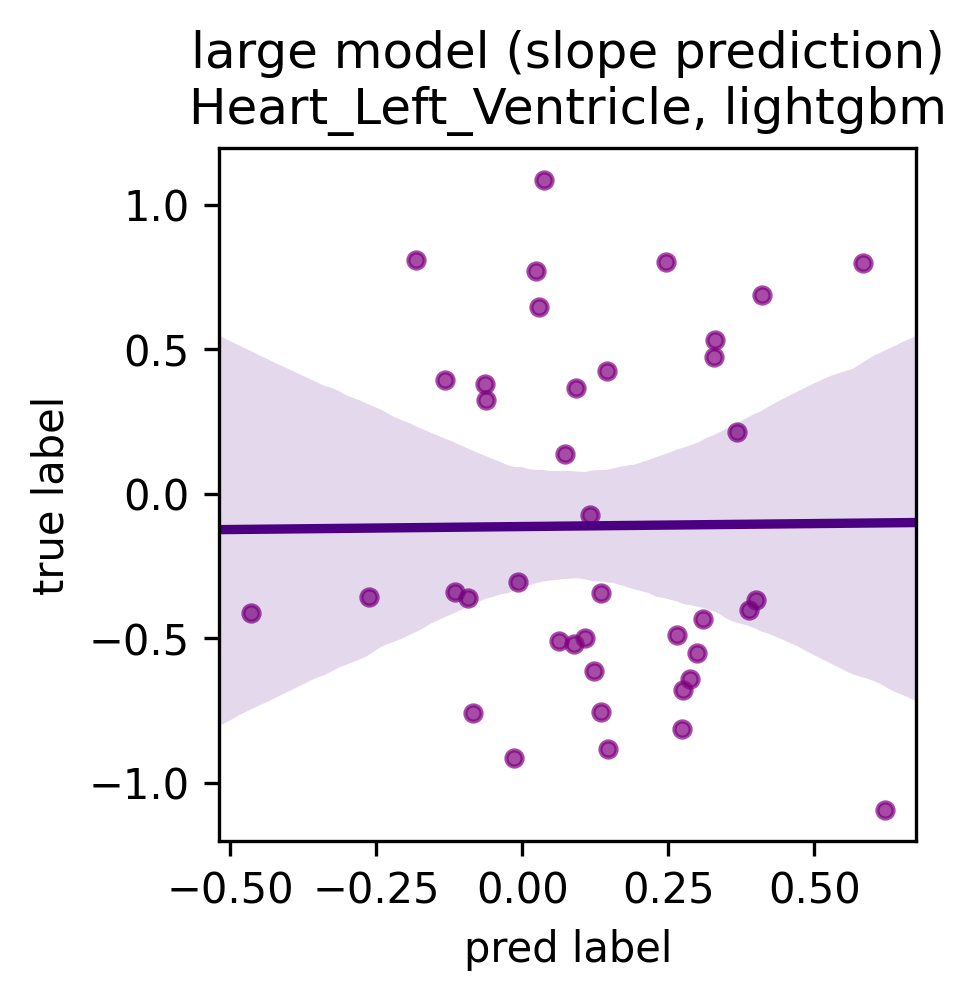 large model (slope prediction)
Heart_Left_Ventricle, lightgbm
true label
1.0
0.5
0.0
−0.5
−1.0
−0.50 −0.25 0.00 0.25 0.50
pred label